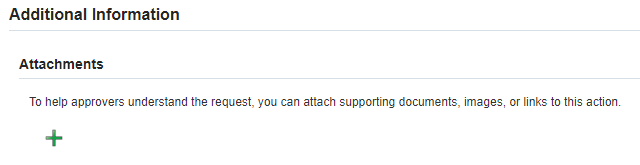 Additional Information
Attachments
To help approvers understand the request, you can attach supporting documents, images, or links to this action.